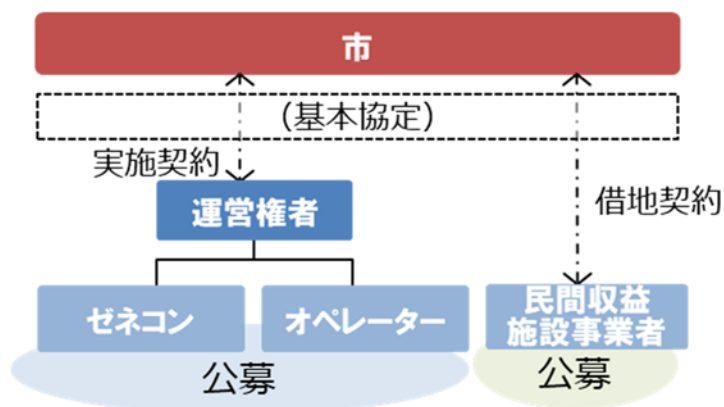 市
（基本協定）
実施契約
運営権者
借地契約
ゼネコン
オペレーター
民間収益
施設事業者
公募
公募